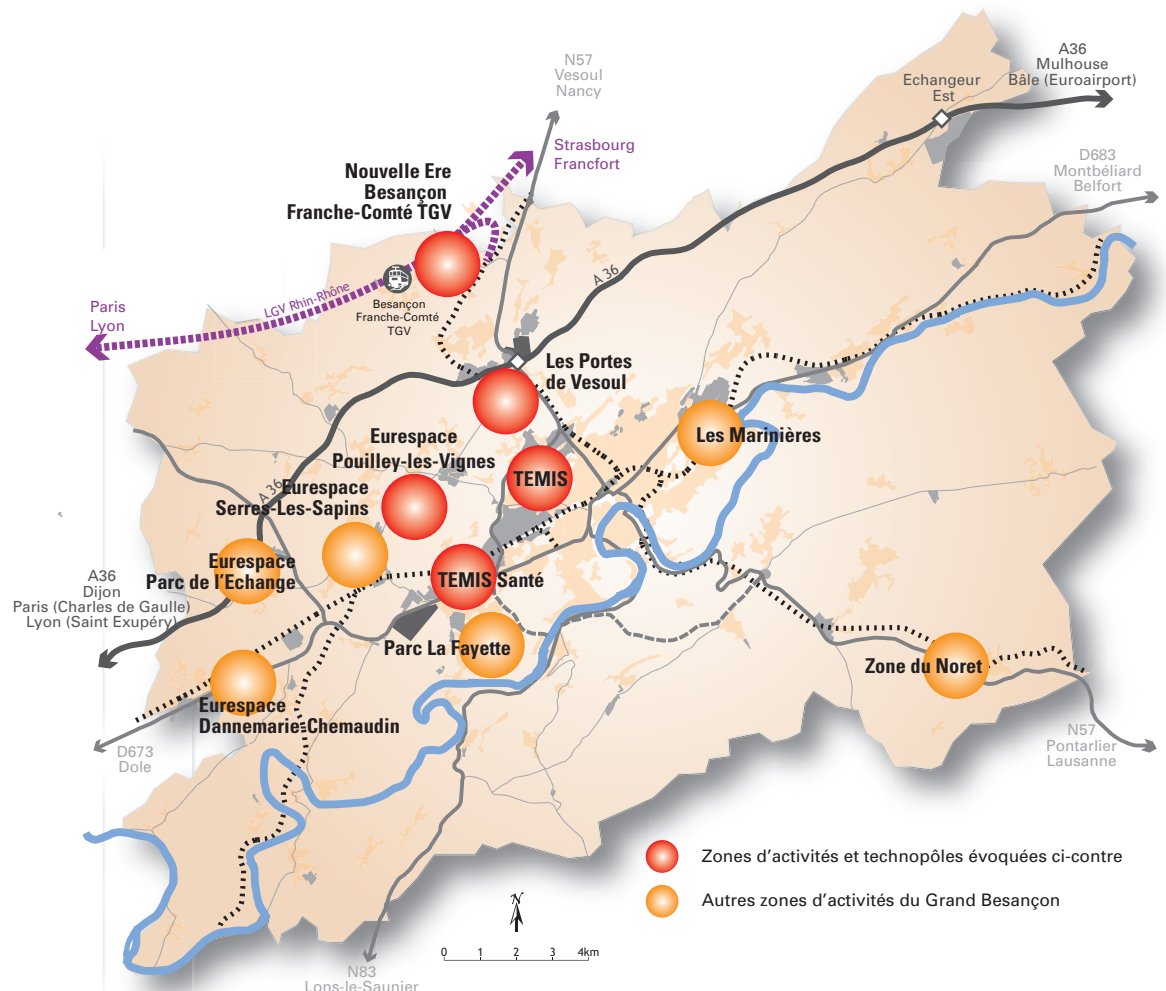 N57
Vesoul
Nancy
A36
Mulhouse
Bâle (Euroairport)
Echangeur
Est
Strasbourg
Francfort
D683
Montbéliard
Belfort
Nouvelle Ere
Besançon
Franche-Comté TGV
A 36
LGV Rhin-Rhône
Paris
Lyon
Besançon
Franche-Comté
TGV
Les Portes
de Vesoul
Eurespace
Pouilley-les-Vignes
Les Marinières
TEMIS
A 36
Eurespace
Serres-Les-Sapins
Eurespace
Parc de l'Echange
TEMIS Santé
A36
Dijon
Paris (Charles de Gaulle)
Lyon (Saint Exupéry)
Parc La Fayette
Zone du Noret
Eurespace
Dannemarie-Chemaudin
D673
Dole
N57
Pontarlier
Lausanne
Zones d'activités et technopôles évoquées ci-contre
Autres zones d'activités du Grand Besançon
N
0 1 2 3 4km
N83
Lons-le-Saunier